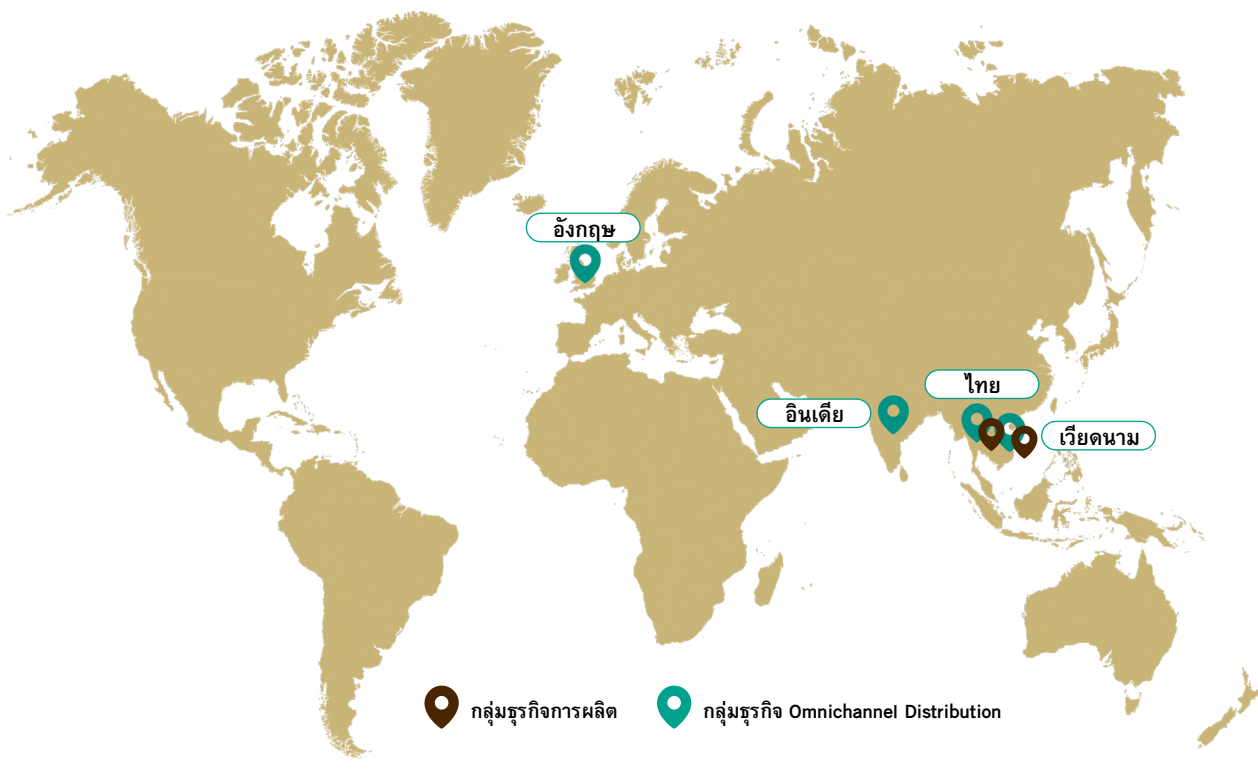 อังกฤษ
ไทย
อินเดีย
เวียดนาม
กลุ่มธุรกิจการผลิต
กลุ่มธุรกิจ Omnichannel Distribution